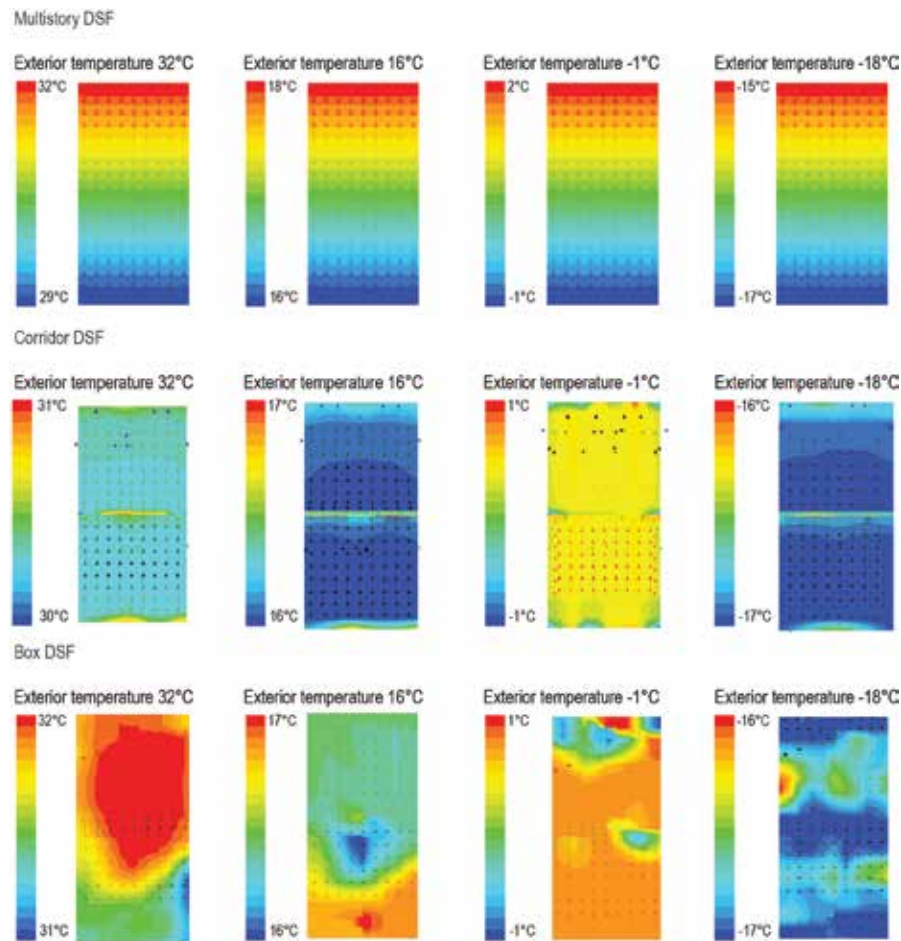 Multistory DSF
Exterior temperature 32°C
Exterior temperature 16°C
Exterior temperature -1°C
Exterior temperature -18°C
32°C
18°C
2°C
-15°C
29°C
16°C
-1°C
-17°C
Corridor DSF
Exterior temperature 32°C
Exterior temperature 16°C
Exterior temperature -1°C
Exterior temperature -18°C
31°C
17°C
1°C
-16°C
30°C
16°C
-1°C
-17°C
Box DSF
Exterior temperature 32°C
Exterior temperature 16°C
Exterior temperature -1°C
Exterior temperature -18°C
32°C
17°C
1°C
-16°C
31°C
16°C
-1°C
-17°C